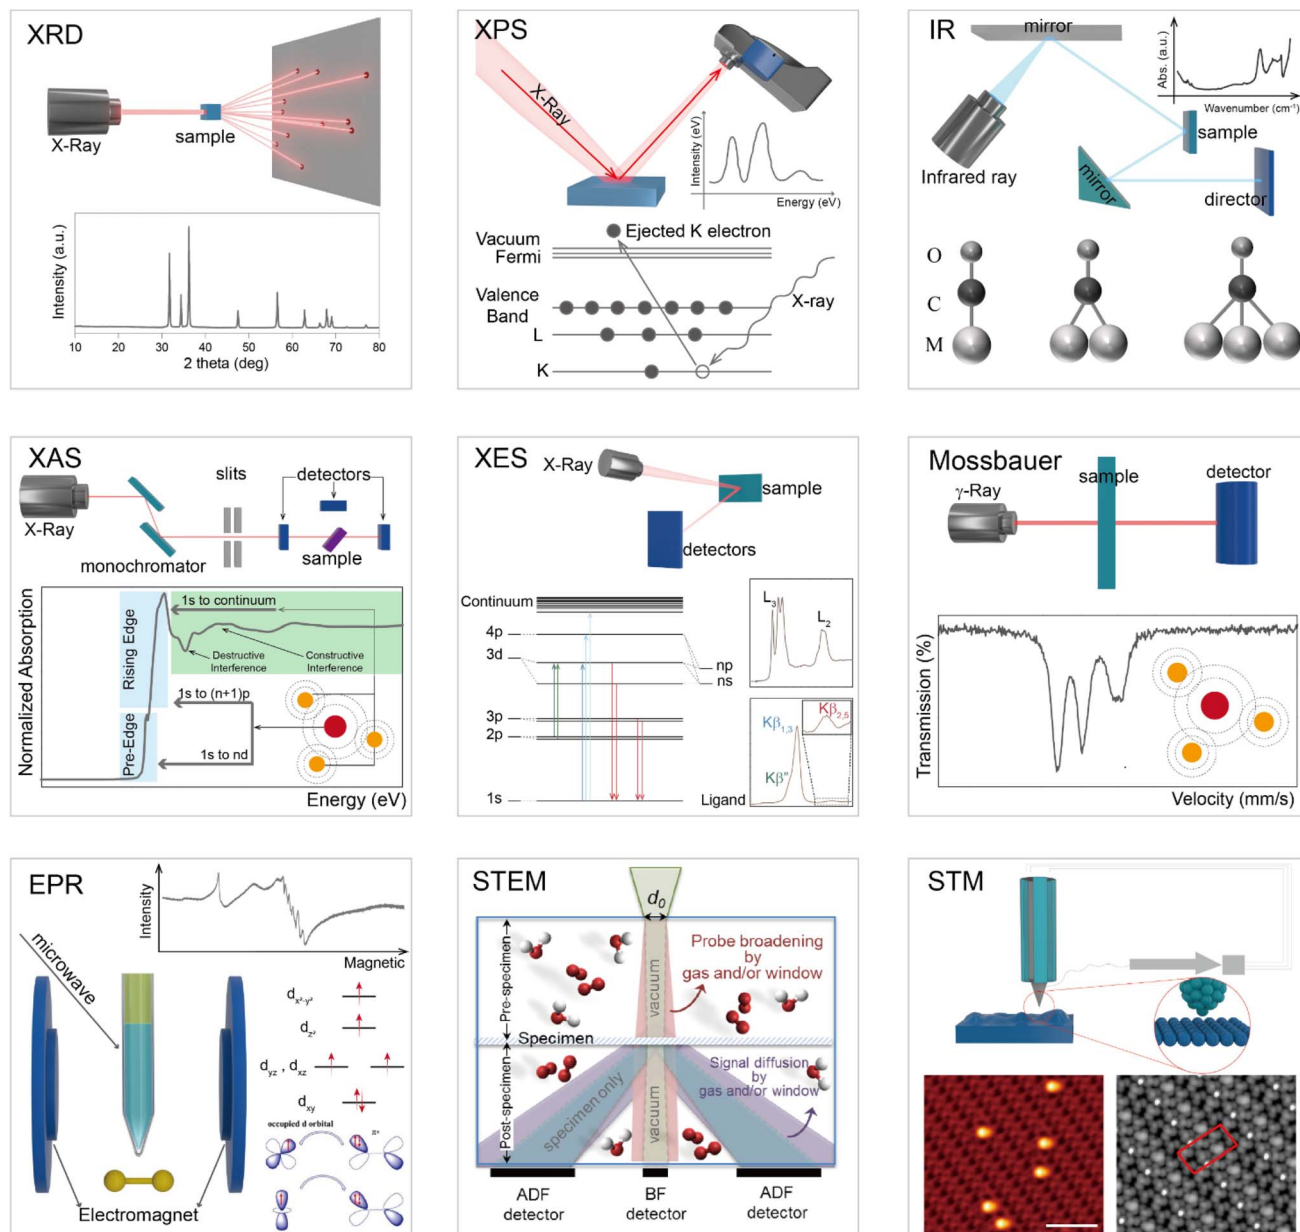 XRD
X-Ray
sample
Intensity (a.u.)
10
20
30
40
50
60
70
80
2 theta (deg)
XPS
X-Ray
Intensity (eV)
Energy (eV)
Ejected K electron
Vacuum
Fermi
Valence
Band
X-ray
L
K
IR
mirror
Abs. (a.u.)
Wavenumber (cm⁻¹)
sample
Infrared ray
mirror
director
O
C
M
XAS
slits
detectors
X-Ray
monochromator
sample
Normalized Absorption
Rising Edge
Pre-Edge
1s to continuum
Destructive
Interference
Constructive
Interference
1s to (n+1)p
1s to nd
Energy (eV)
XES
X-Ray
sample
detectors
Continuum
4p
3d
np
ns
3p
2p
1s
Ligand
L₃
L₂
Kβ₂,₅
Kβ₁,₃
Kβ"
Mossbauer
sample
detector
γ-Ray
Transmission (%)
Velocity (mm/s)
EPR
Intensity
Magnetic
microwave
dx²-y²
dz²
dyz , dxz
dxy
occupied d orbital
π*
Electromagnet
STEM
d₀
Pre-specimen
vacuum
Probe broadening
by
gas and/or window
Specimen
Post-specimen
specimen only
vacuum
Signal diffusion
by
gas and/or window
ADF
detector
BF
detector
ADF
detector
STM